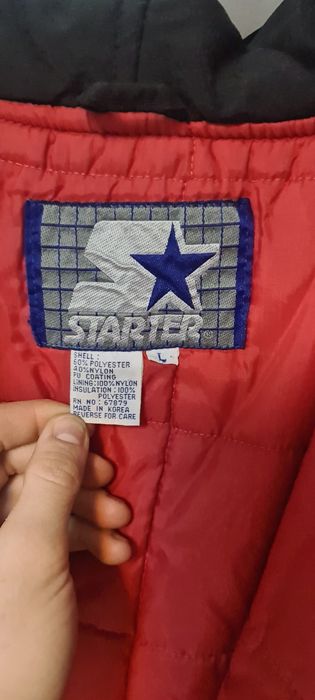 STARTER
L
SHELL:
60% POLYESTER
40%NYLON
PU COATING
LINING:100%NYLON
INSULATION:100%
POLYESTER
RN NO: 67879
MADE IN KOREA
REVERSE FOR CARE